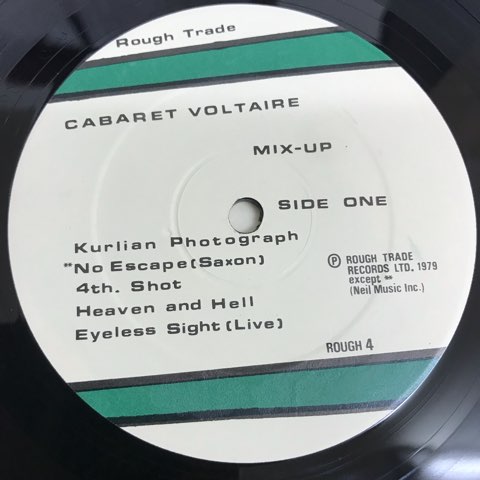 Rough Trade
CABARET VOLTAIRE
MIX-UP
SIDE ONE
Kurlian Photograph
**No Escape(Saxon)
4th. Shot
Heaven and Hell
Eyeless Sight(Live)
Ⓟ ROUGH TRADE
RECORDS LTD. 1979
except **
(Neil Music Inc.)
ROUGH 4